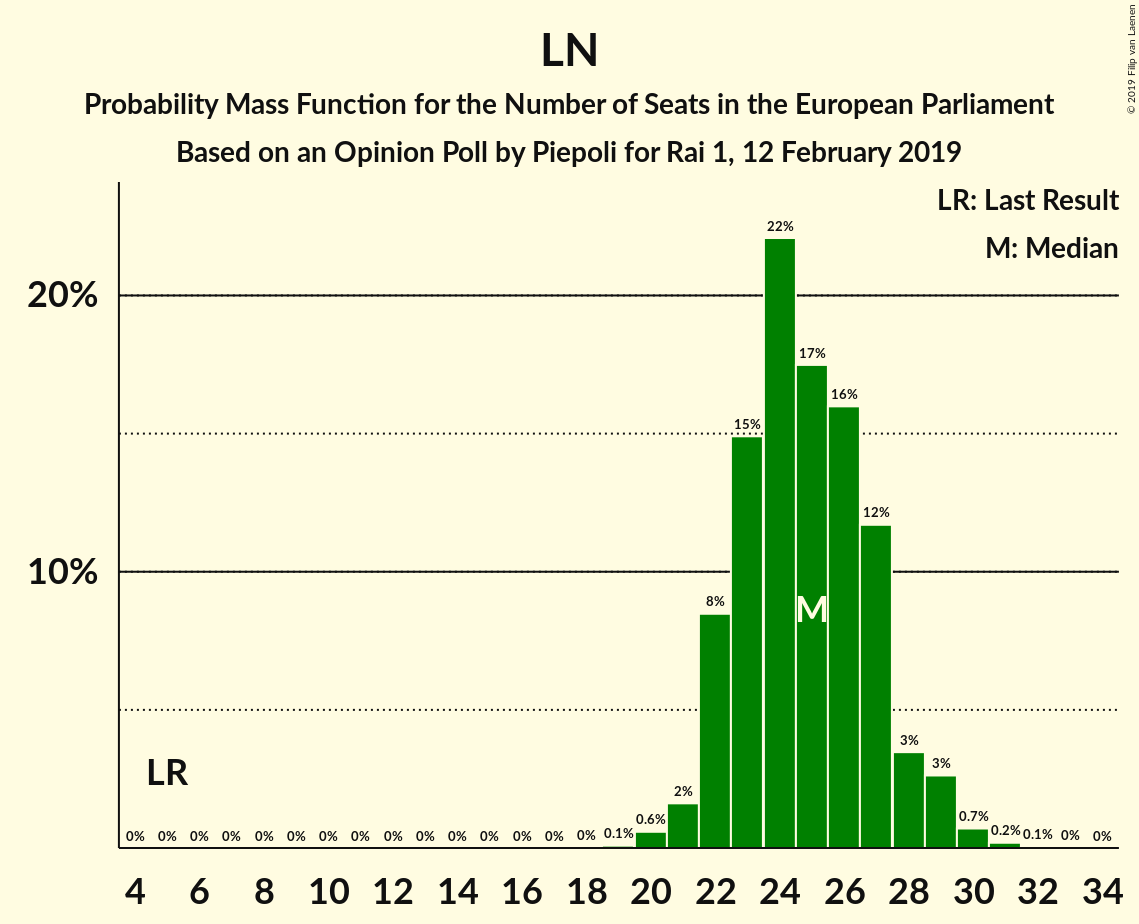 LN
Probability Mass Function for the Number of Seats in the European Parliament
Based on an Opinion Poll by Piepoli for Rai 1, 12 February 2019
© 2019 Filip van Laenen
LR: Last Result
M: Median
20%
10%
22%
17%
16%
15%
12%
8%
M
3%
3%
LR
2%
0% 0% 0% 0% 0% 0% 0% 0% 0% 0% 0% 0% 0% 0% 0% 0.1% 0.6% 0.7% 0.2% 0.1% 0% 0%
4 6 8 10 12 14 16 18 20 22 24 26 28 30 32 34